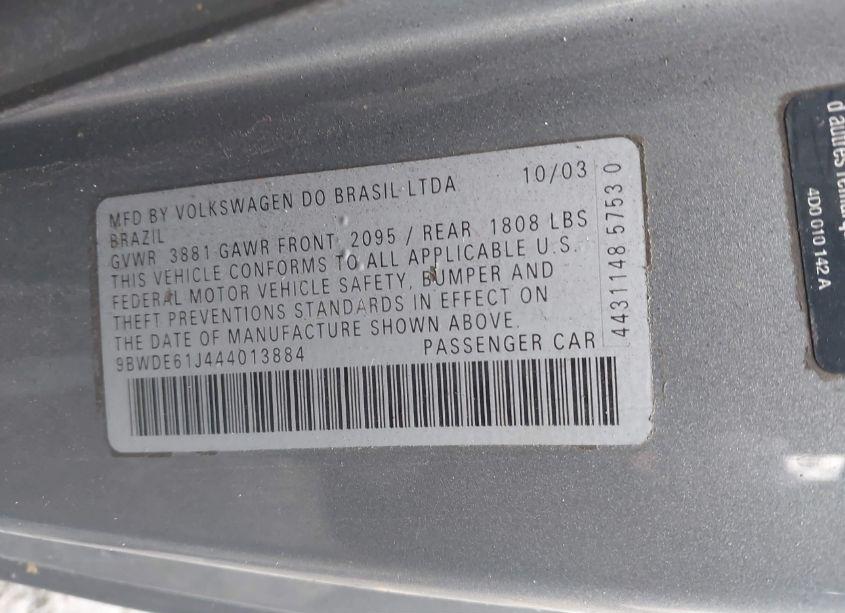 MFD BY VOLKSWAGEN DO BRASIL LTDA 10/03
BRAZIL
GVWR 3881 GAWR FRONT 2095 / REAR 1808 LBS
THIS VEHICLE CONFORMS TO ALL APPLICABLE U.S.
FEDERAL MOTOR VEHICLE SAFETY, BUMPER AND
THEFT PREVENTIONS STANDARDS IN EFFECT ON
THE DATE OF MANUFACTURE SHOWN ABOVE.
9BWDE61J444013884 PASSENGER CAR
4431148 5753 0
4D0 010 142 A